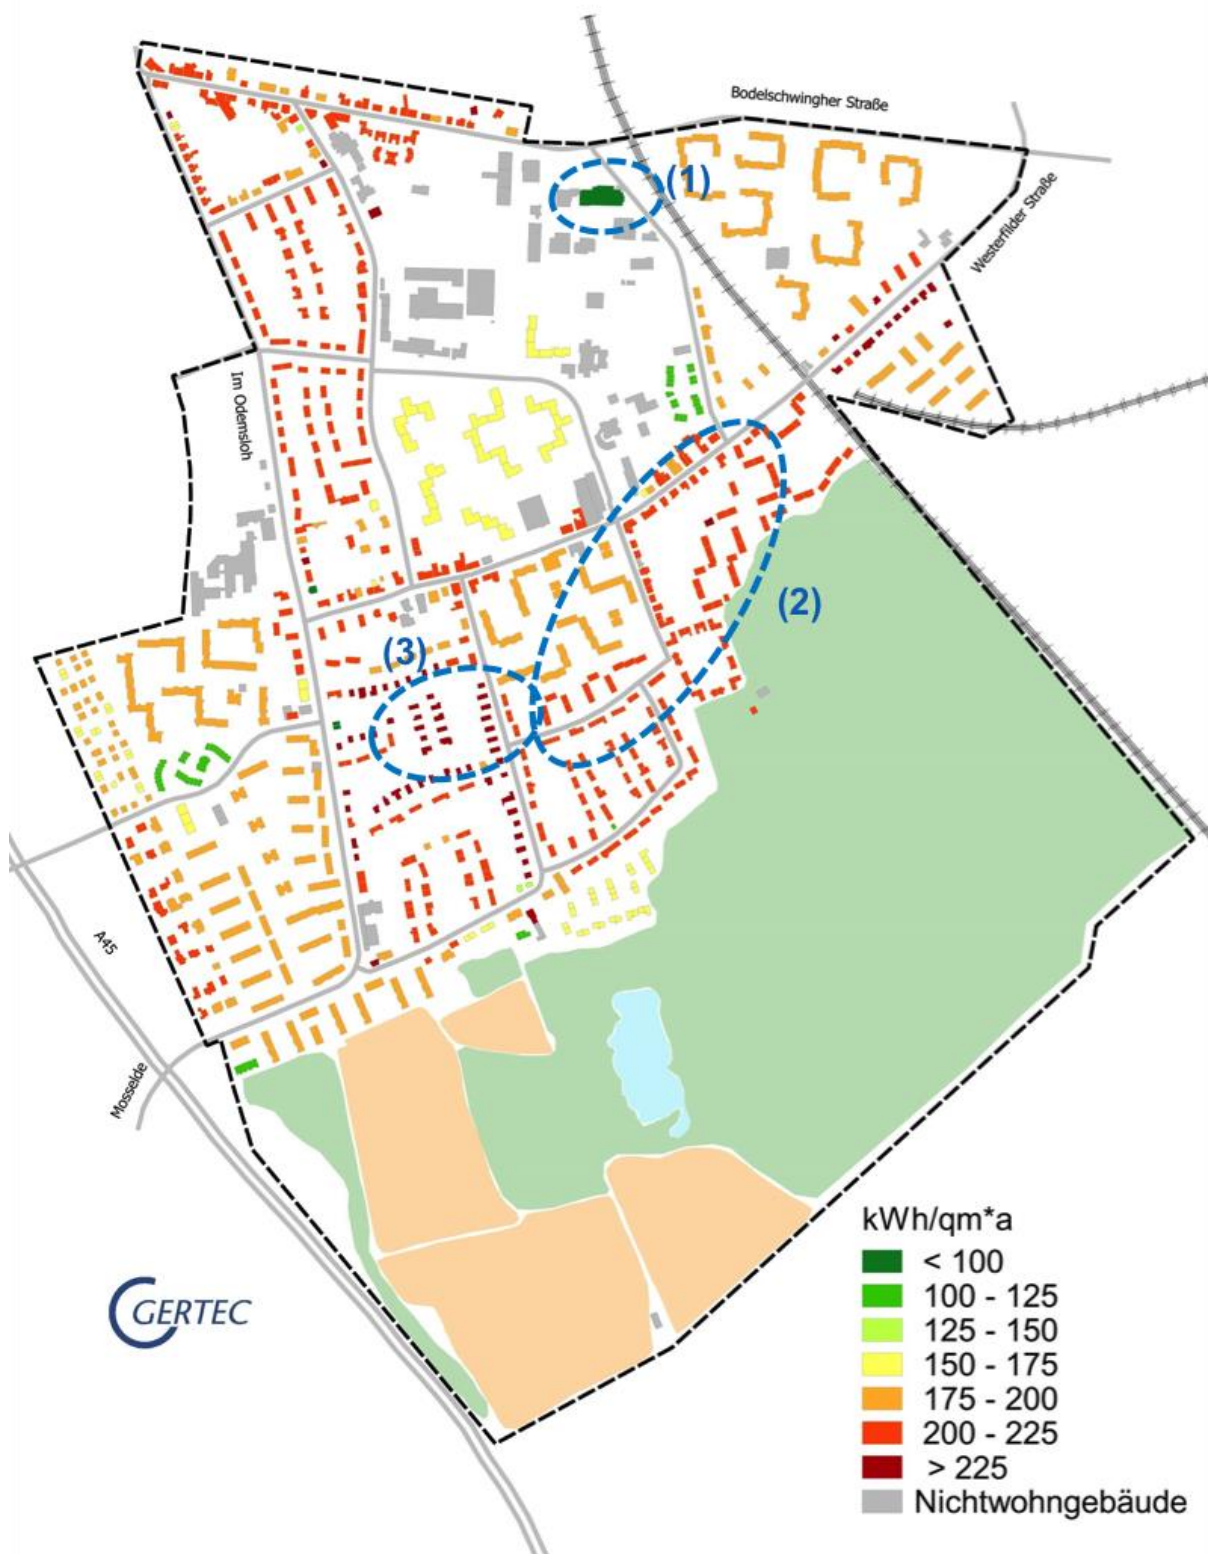 Bodelschwingher Straße
(1)
Westerfilder Straße
Im Odemsloh
(2)
(3)
A45
Mosselde
kWh/qm*a
< 100
100 - 125
125 - 150
150 - 175
175 - 200
200 - 225
> 225
Nichtwohngebäude
GERTEC